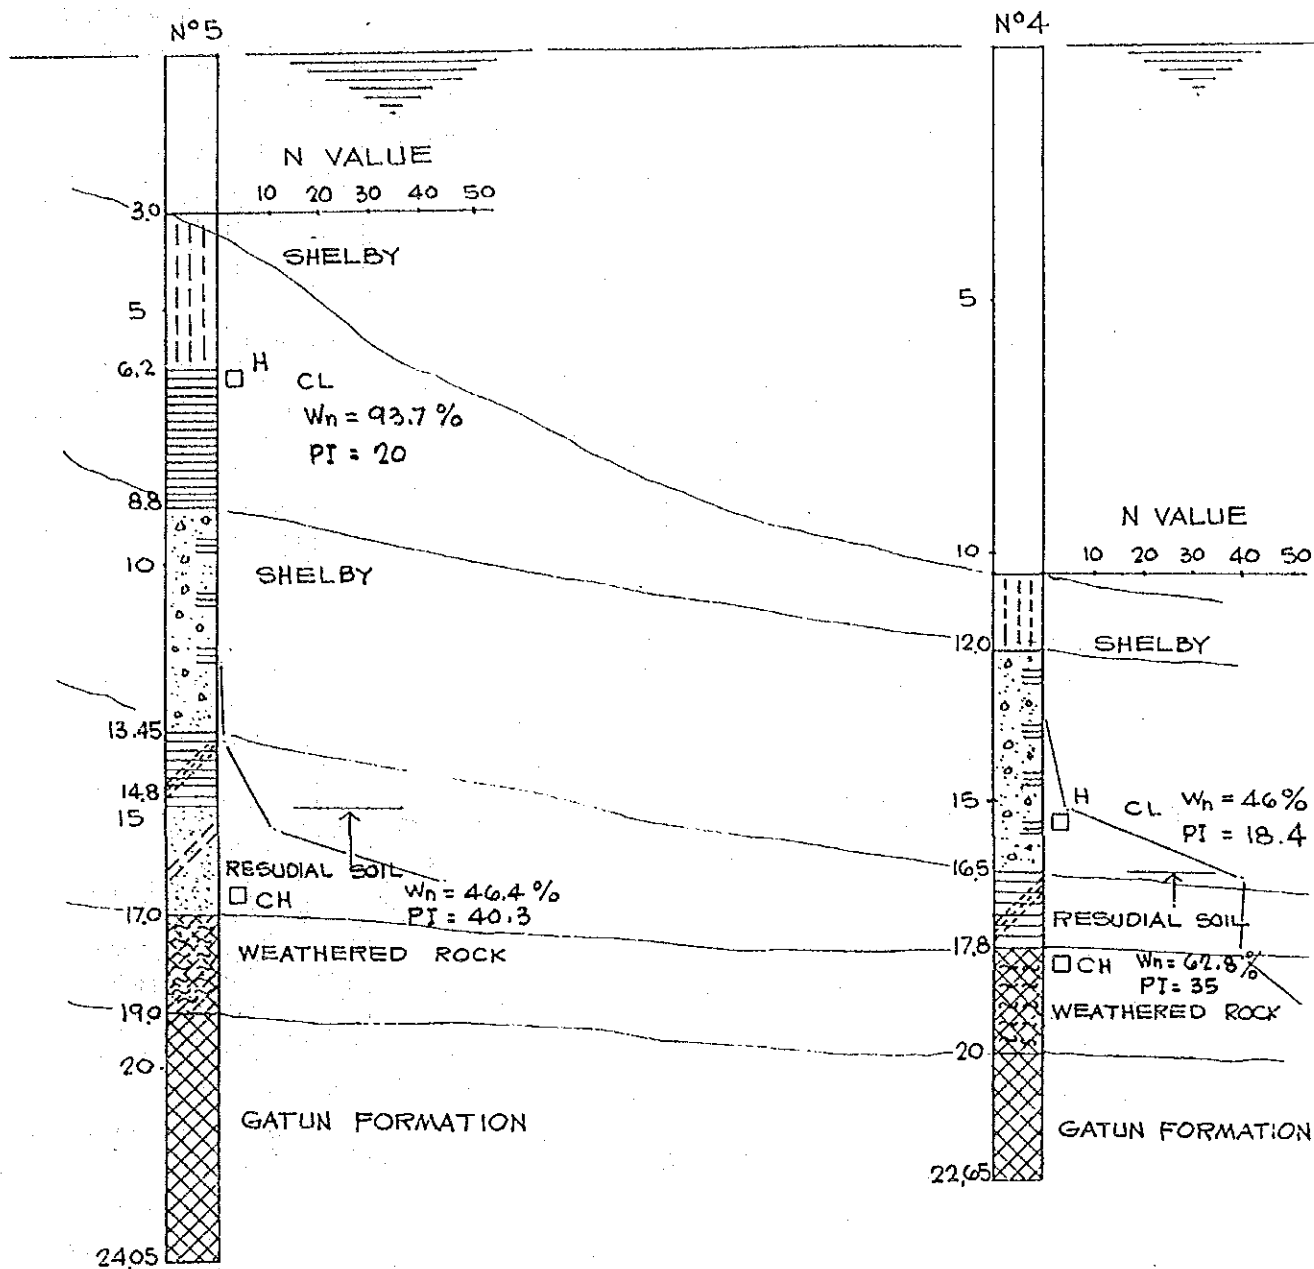 Nº5
N VALUE
10 20 30 40 50
3.0
SHELBY
5
6.2
H
CL
Wn = 93.7 %
PI = 20
8.8
10
SHELBY
13.45
14.8
15
RESUDIAL SOIL
CH
Wn = 46.4 %
PI = 40.3
17.0
WEATHERED ROCK
19.0
20
GATUN FORMATION
24.05
Nº4
5
N VALUE
10
10 20 30 40 50
12.0
SHELBY
15
H
CL
Wn = 46%
PI = 18.4
16.5
RESUDIAL SOIL
17.8
CH
Wn = 62.8%
PI = 35
WEATHERED ROCK
20
GATUN FORMATION
22,65